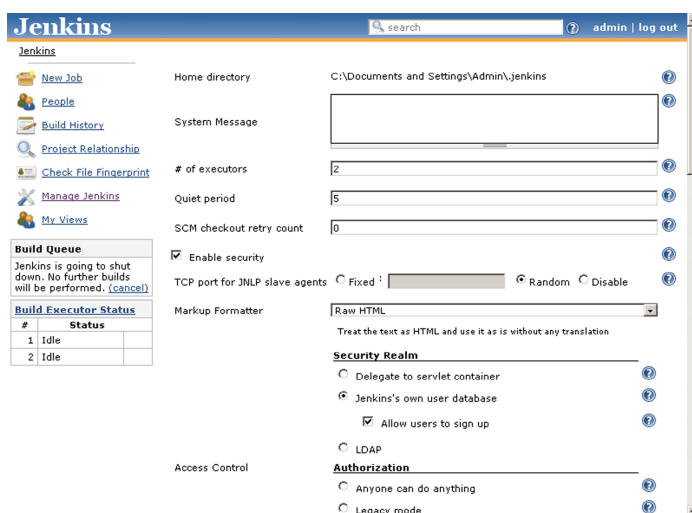 Jenkins
search
admin | log out
Jenkins
New Job
People
Build History
Project Relationship
Check File Fingerprint
Manage Jenkins
My Views
Build Queue
Jenkins is going to shut
down. No further builds
will be performed. (cancel)
Build Executor Status
# Status
1 Idle
2 Idle
Home directory C:\Documents and Settings\Admin\.jenkins
System Message
# of executors 2
Quiet period 5
SCM checkout retry count 0
Enable security
TCP port for JNLP slave agents Fixed : Random Disable
Markup Formatter Raw HTML
Treat the text as HTML and use it as is without any translation
Security Realm
Delegate to servlet container
Jenkins's own user database
Allow users to sign up
LDAP
Access Control Authorization
Anyone can do anything
Legacy mode